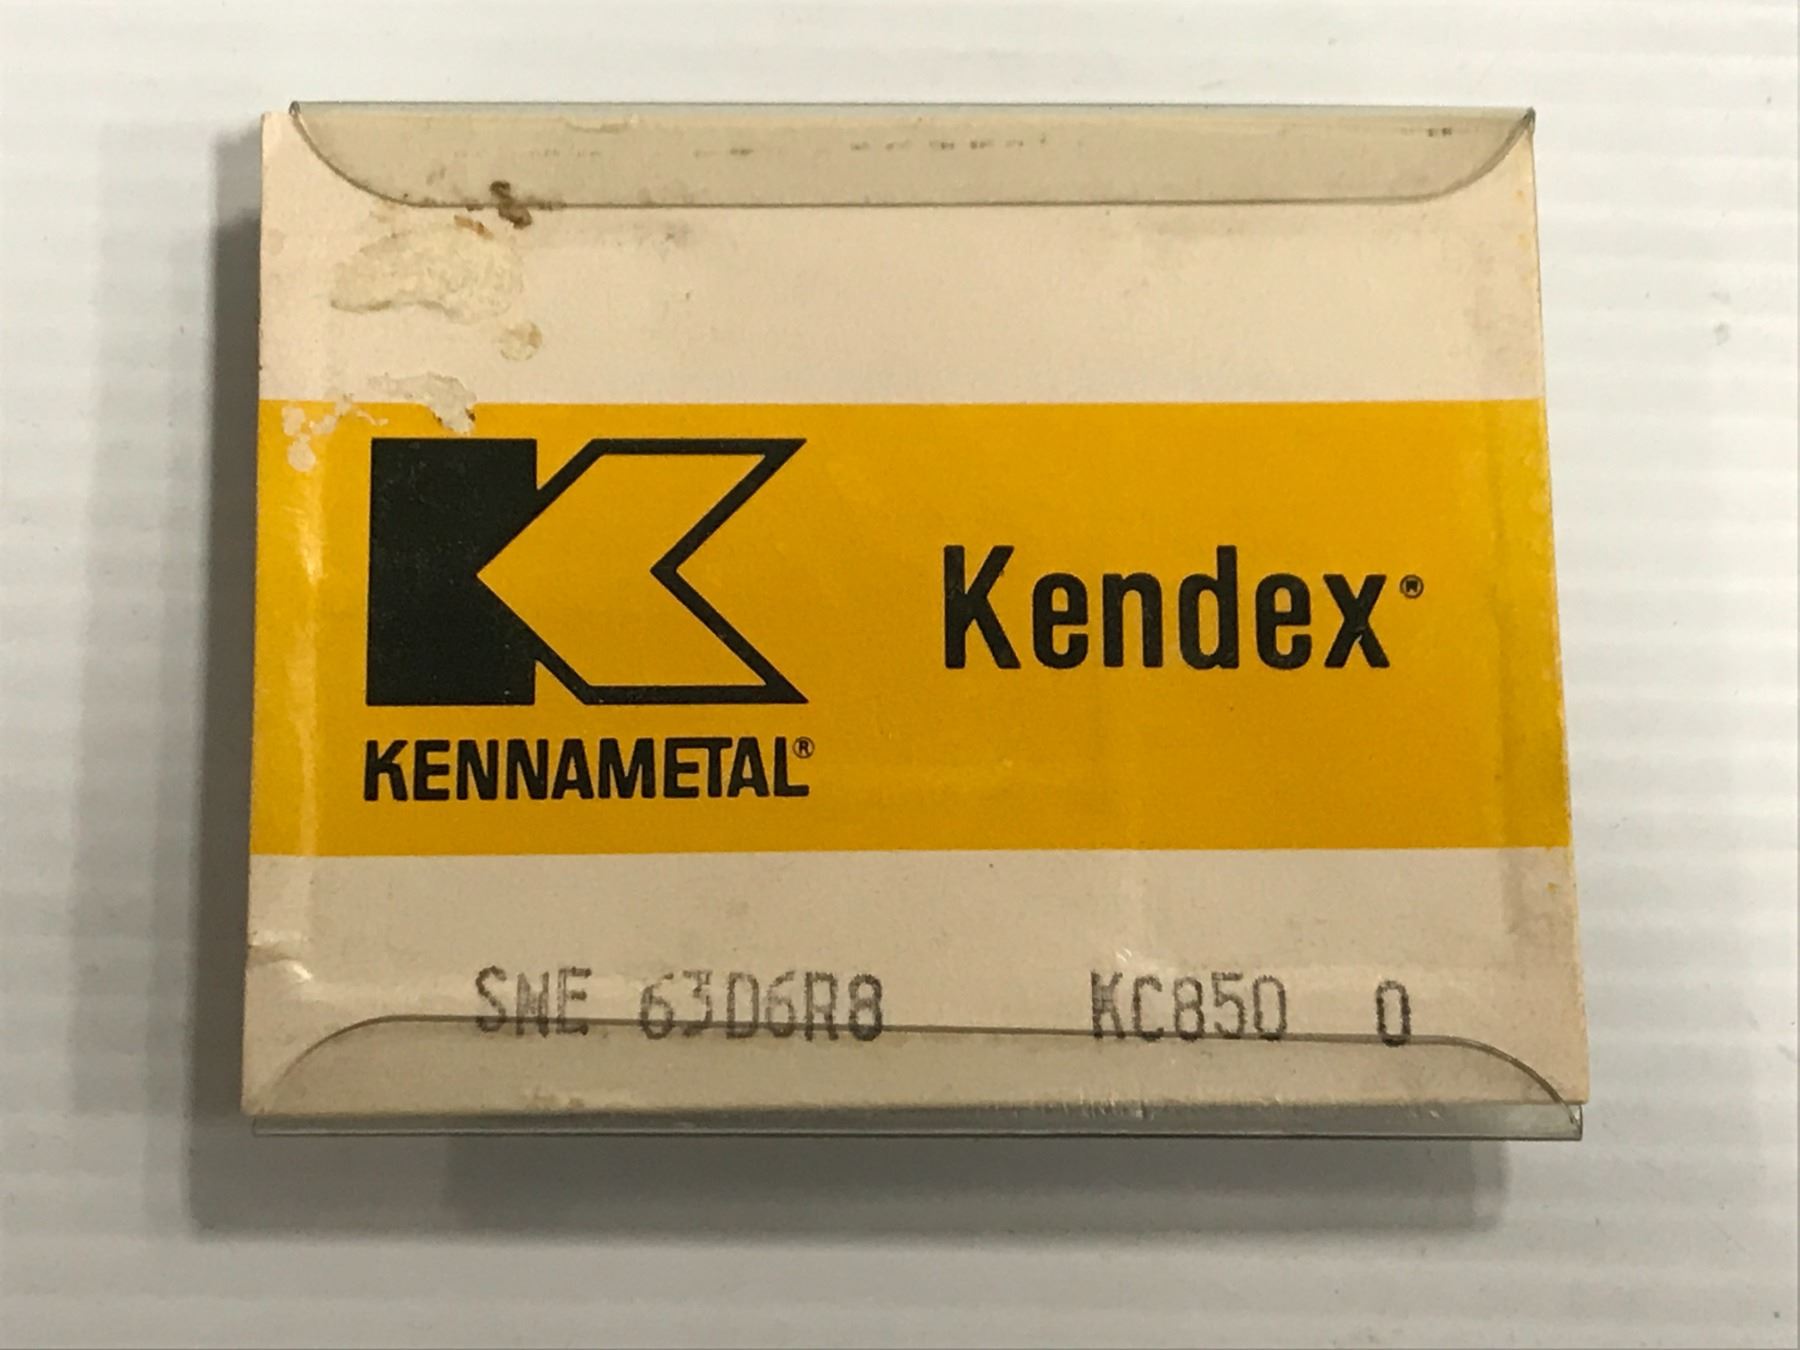 Kendex®
KENNAMETAL®
SNE 63D6R8 KC850 0